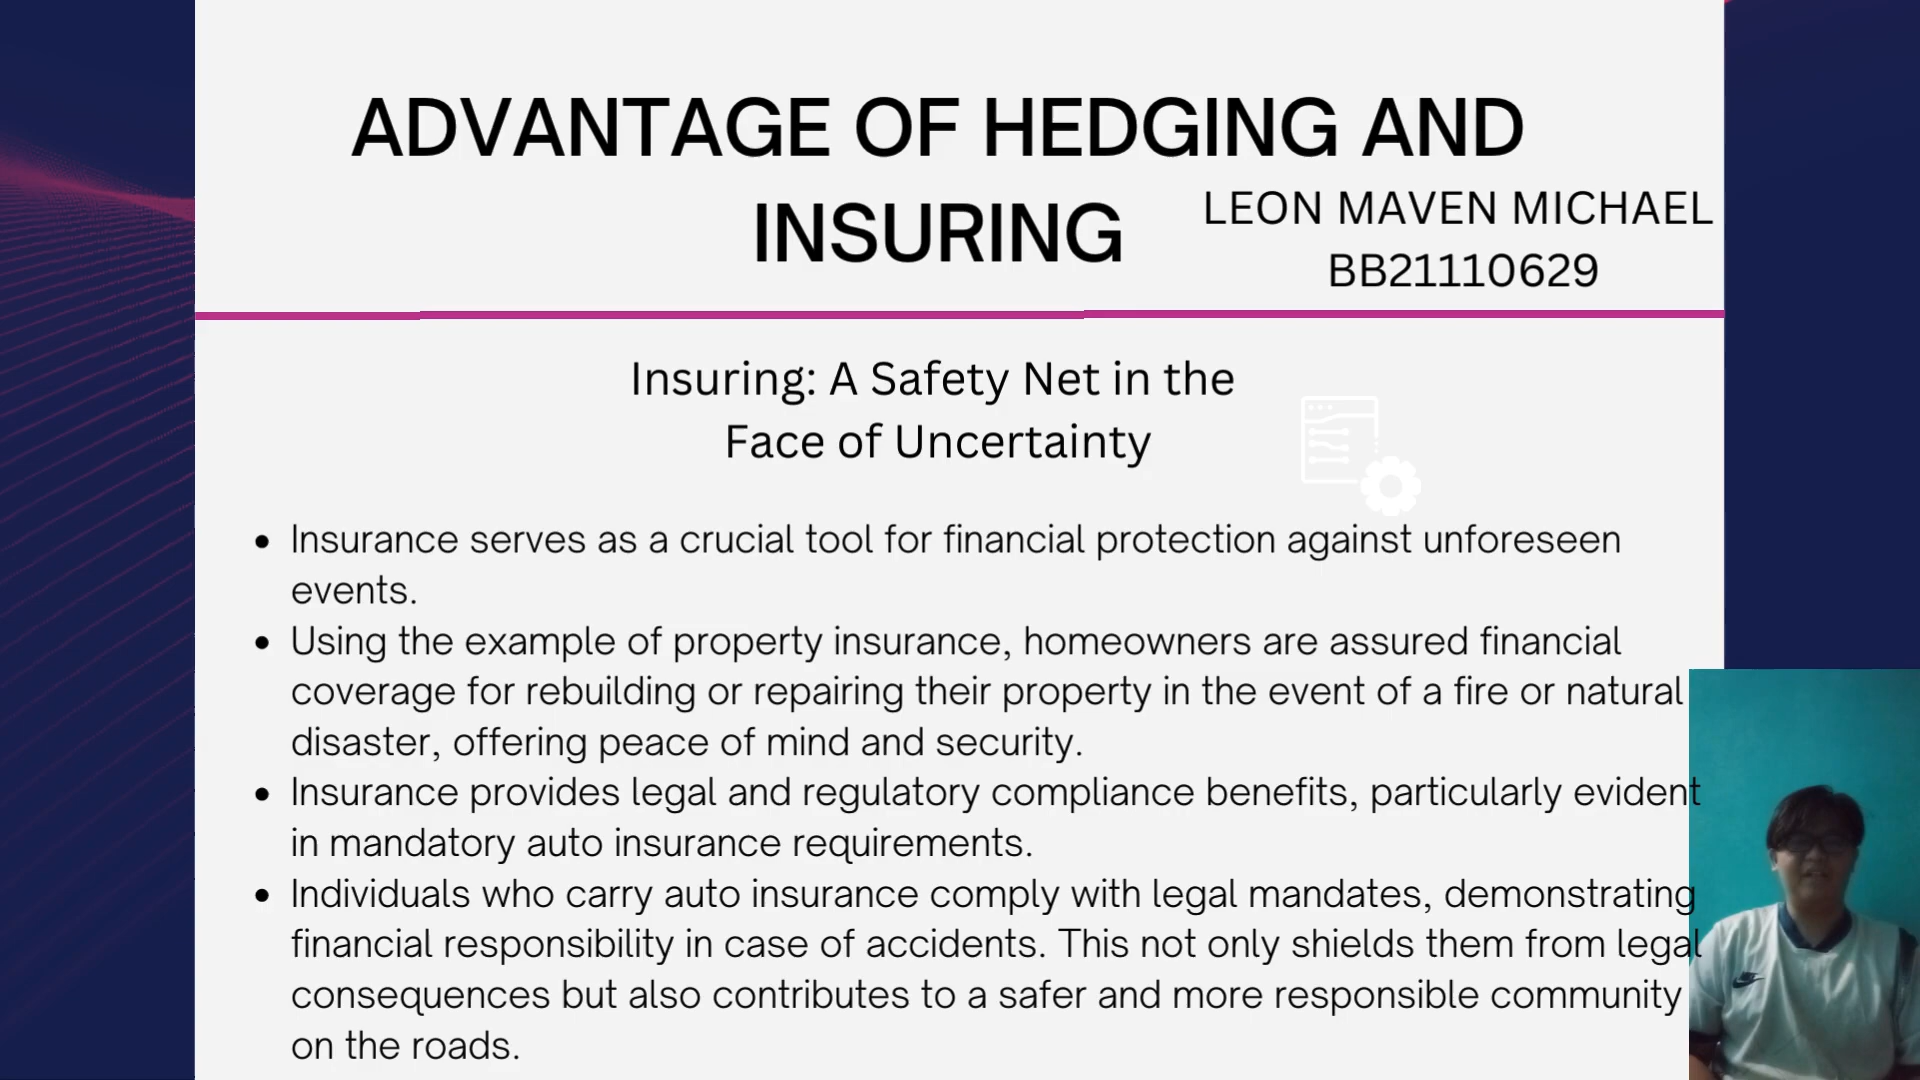 ADVANTAGE OF HEDGING AND
INSURING
LEON MAVEN MICHAEL
BB21110629
Insuring: A Safety Net in the
Face of Uncertainty
• Insurance serves as a crucial tool for financial protection against unforeseen
events.
• Using the example of property insurance, homeowners are assured financial
coverage for rebuilding or repairing their property in the event of a fire or natural
disaster, offering peace of mind and security.
• Insurance provides legal and regulatory compliance benefits, particularly evident
in mandatory auto insurance requirements.
• Individuals who carry auto insurance comply with legal mandates, demonstrating
financial responsibility in case of accidents. This not only shields them from legal
consequences but also contributes to a safer and more responsible community
on the roads.